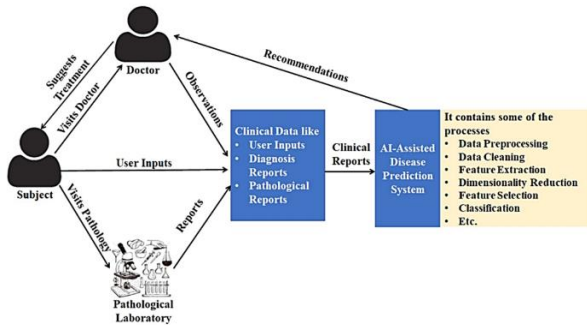 Doctor
Suggests
Treatment
Visits Doctor
Observations
Recommendations
Subject
User Inputs
Visits Pathology
Reports
Pathological
Laboratory
Clinical Data like
• User Inputs
• Diagnosis
Reports
• Pathological
Reports
Clinical
Reports
AI-Assisted
Disease
Prediction
System
It contains some of the
processes
• Data Preprocessing
• Data Cleaning
• Feature Extraction
• Dimensionality Reduction
• Feature Selection
• Classification
• Etc.